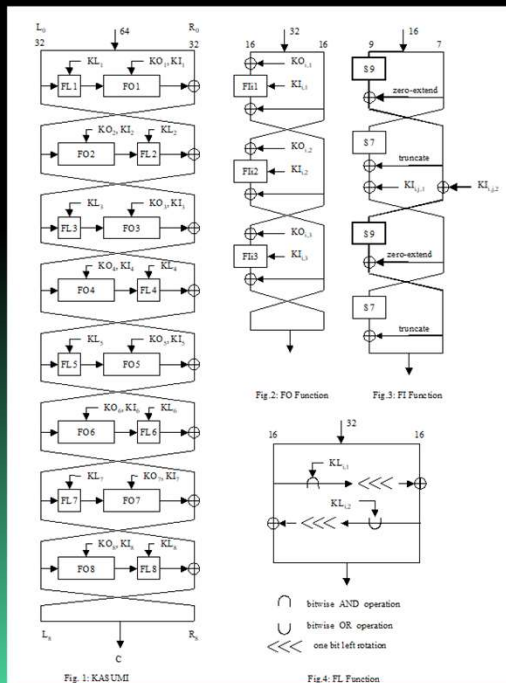 L₀ 64 R₀
32 32
KL₁ KO₁, KI₁
FL1 FO1
KO₂, KI₂ KL₂
FO2 FL2
KL₃ KO₃, KI₃
FL3 FO3
KO₄, KI₄ KL₄
FO4 FL4
KL₅ KO₅, KI₅
FL5 FO5
KO₆, KI₆ KL₆
FO6 FL6
KL₇ KO₇, KI₇
FL7 FO7
KO₈, KI₈ KL₈
FO8 FL8
L₈ R₈
C
Fig. 1: KASUMI
32
16 16
KOᵢ,₁
FIi1 KIᵢ,₁
KOᵢ,₂
FIi2 KIᵢ,₂
KOᵢ,₃
FIi3 KIᵢ,₃
Fig.2: FO Function
16
9 7
S9
zero-extend
S7
truncate
KIᵢ,ⱼ,₁ KIᵢ,ⱼ,₂
S9
zero-extend
S7
truncate
Fig.3: FI Function
32
16 16
KLᵢ,₁
KLᵢ,₂
bitwise AND operation
bitwise OR operation
one bit left rotation
Fig.4: FL Function